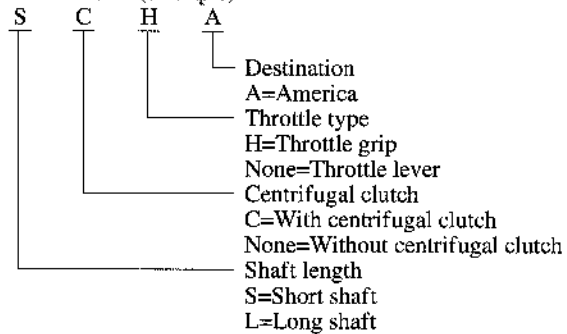 S C H A
Destination
A=America
Throttle type
H=Throttle grip
None=Throttle lever
Centrifugal clutch
C=With centrifugal clutch
None=Without centrifugal clutch
Shaft length
S=Short shaft
L=Long shaft